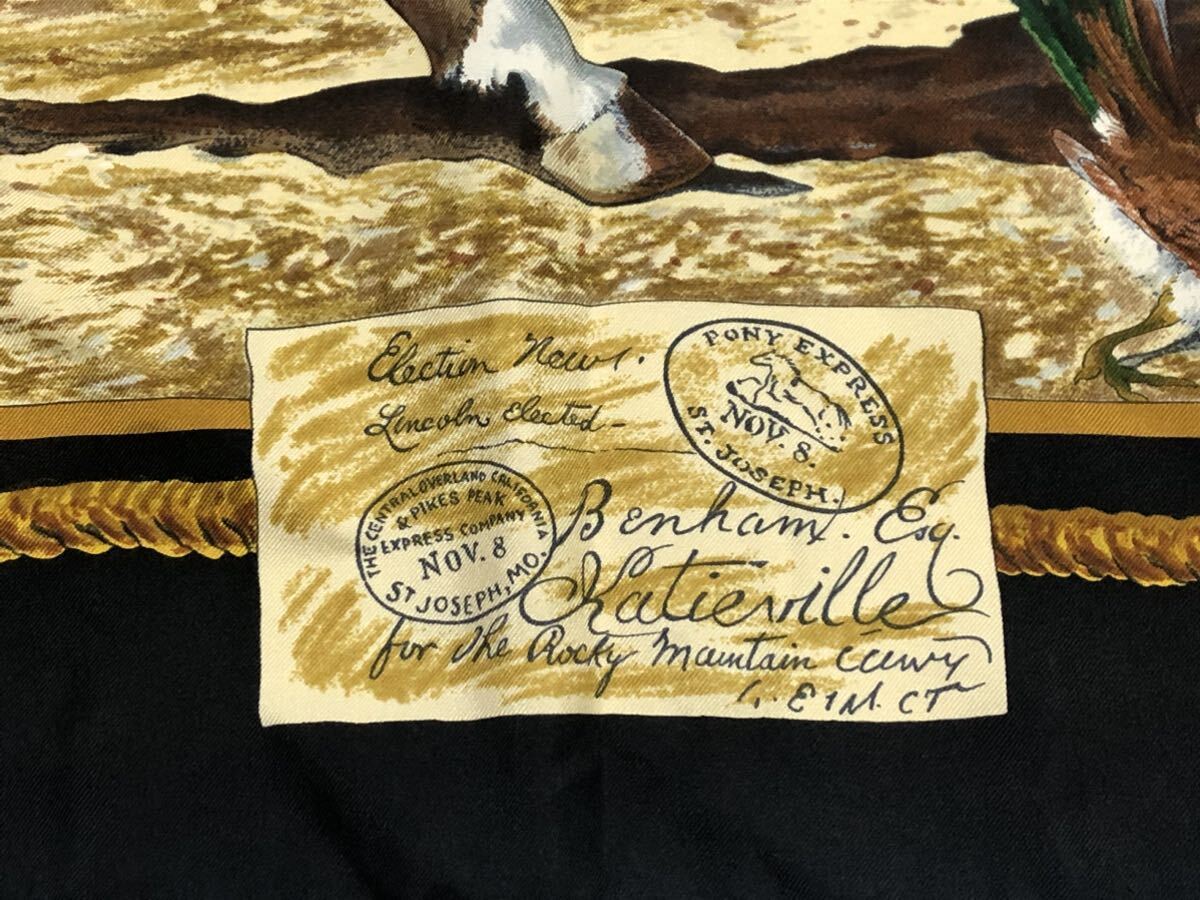 Election News.
Lincoln Elected -
PONY EXPRESS
NOV. 8.
ST. JOSEPH.
THE CENTRAL OVERLAND CALIFORNIA
& PIKES PEAK
EXPRESS COMPANY
NOV. 8
ST JOSEPH, MO.
Benham. Esq.
Katieville
for the Rocky Mountain